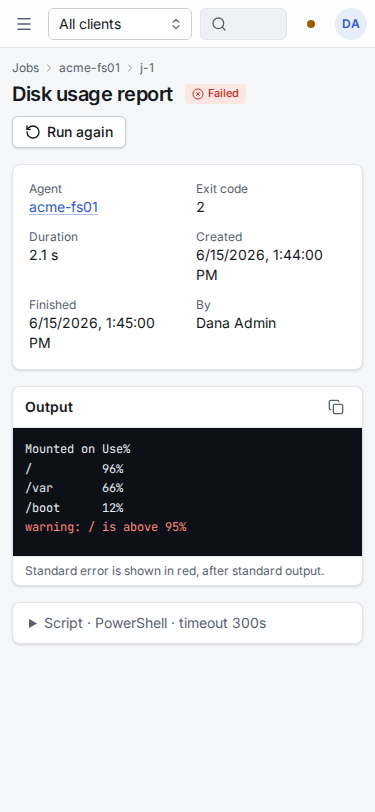 All clients
DA
Jobs > acme-fs01 > j-1
Disk usage report
Failed
Run again
Agent
acme-fs01
Exit code
2
Duration
2.1 s
Created
6/15/2026, 1:44:00
PM
Finished
6/15/2026, 1:45:00
PM
By
Dana Admin
Output
Mounted on Use%
/ 96%
/var 66%
/boot 12%
warning: / is above 95%
Standard error is shown in red, after standard output.
Script · PowerShell · timeout 300s